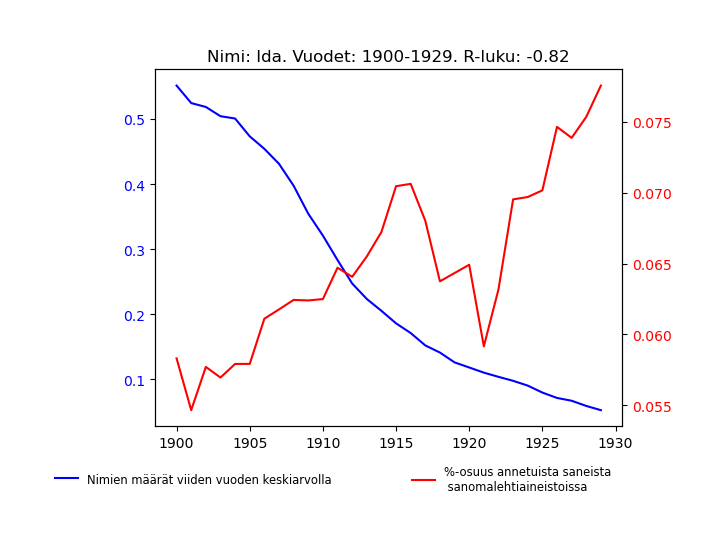 Nimi: Ida. Vuodet: 1900-1929. R-luku: -0.82
0.5
0.4
0.3
0.2
0.1
0.075
0.070
0.065
0.060
0.055
1900 1905 1910 1915 1920 1925 1930
Nimien määrät viiden vuoden keskiarvolla
%-osuus annetuista saneista
sanomalehtiaineistoissa